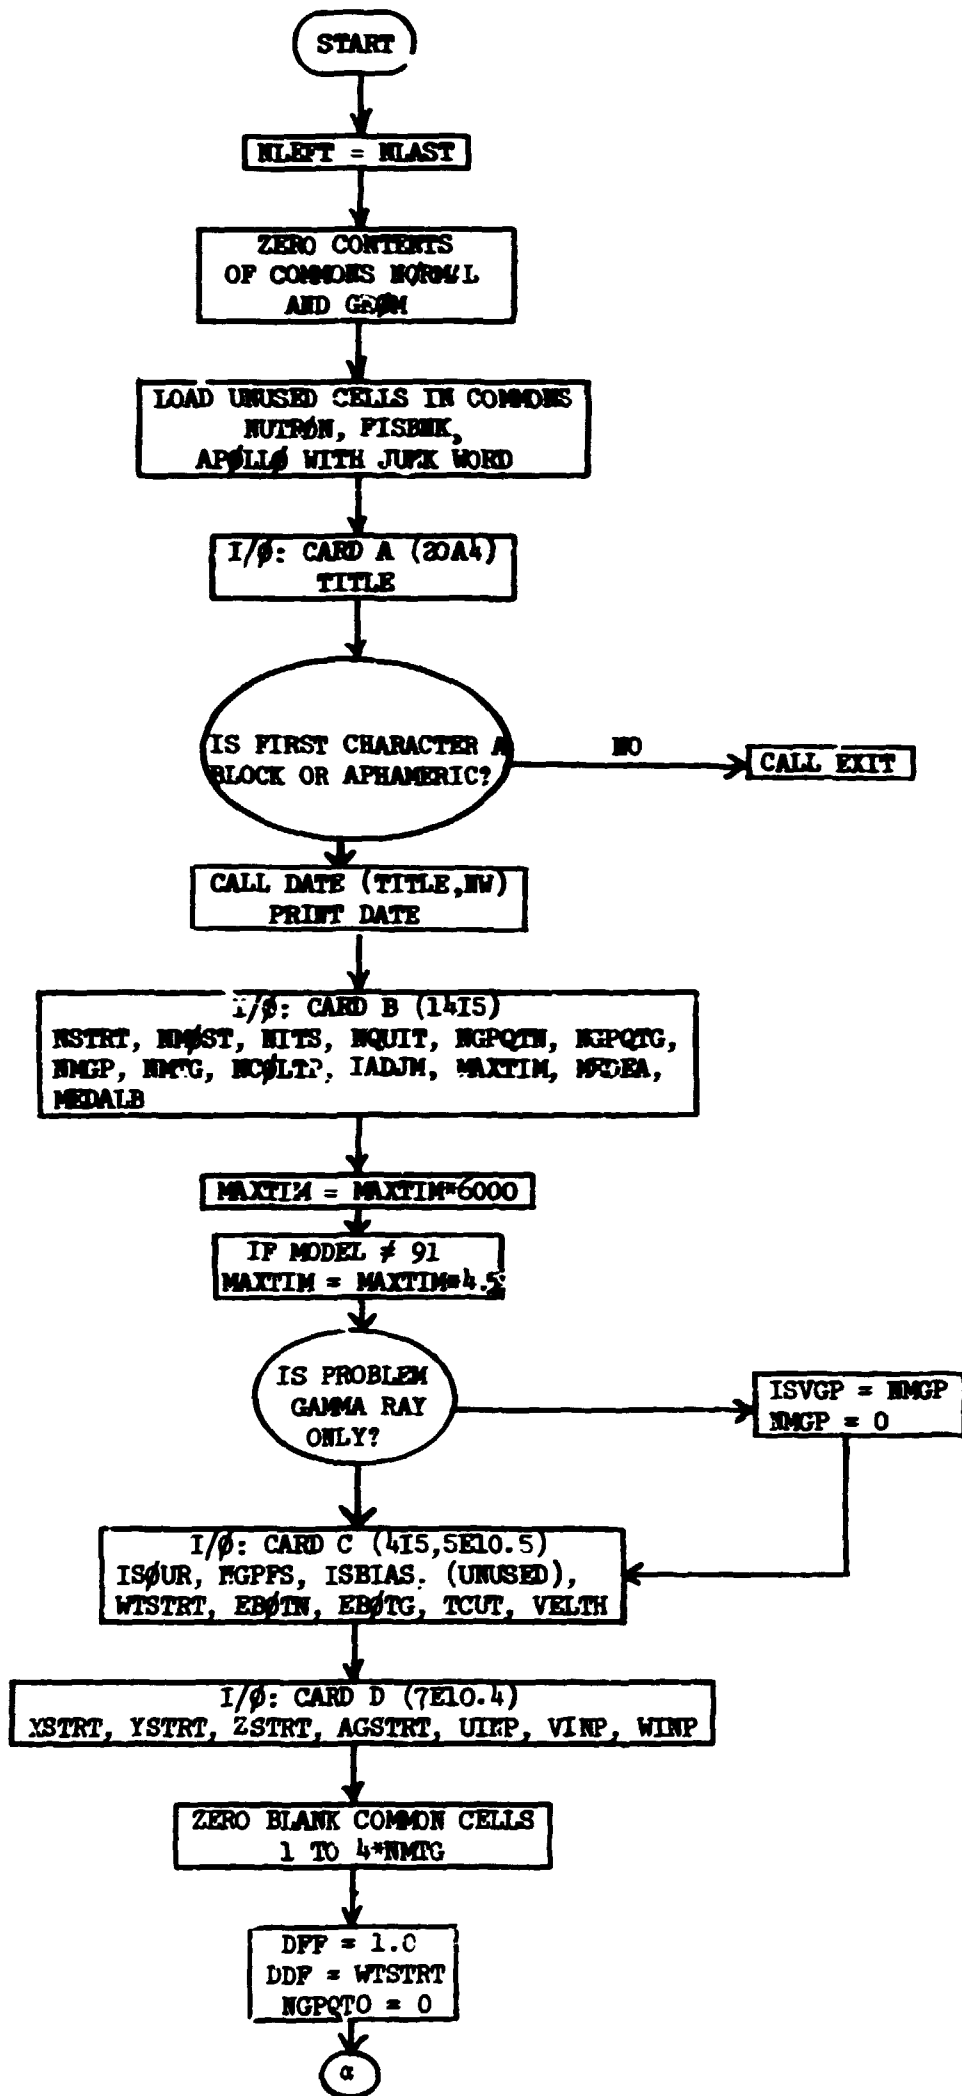 START
NLEFT = NLAST
ZERO CONTENTS
OF COMMONS NØRMAL
AND GEØM
LOAD UNUSED CELLS IN COMMONS
NUTRØN, FISBNK,
APØLLØ WITH JUNK WORD
I/Ø: CARD A (20A4)
TITLE
IS FIRST CHARACTER A
BLOCK OR APHAMERIC?
NO
CALL EXIT
CALL DATE (TITLE,NW)
PRINT DATE
I/Ø: CARD B (14I5)
NSTRT, NMØST, NITS, NQUIT, NGPQTN, NGPQTG,
NMGP, NMTG, NCØLTP, IADJM, MAXTIM, MEDIA,
MEDALB
MAXTIM = MAXTIM*6000
IF MODEL ≠ 91
MAXTIM = MAXTIM*4.5
IS PROBLEM
GAMMA RAY
ONLY?
ISVGP = NMGP
NMGP = 0
I/Ø: CARD C (4I5,5E10.5)
ISØUR, NGPFS, ISBIAS. (UNUSED),
WTSTRT, EBØTN, EBØTG, TCUT, VELTH
I/Ø: CARD D (7E10.4)
XSTRT, YSTRT, ZSTRT, AGSTRT, UINP, VINP, WINP
ZERO BLANK COMMON CELLS
1 TO 4*NMTG
DFF = 1.0
DDF = WTSTRT
NGPQTO = 0
α